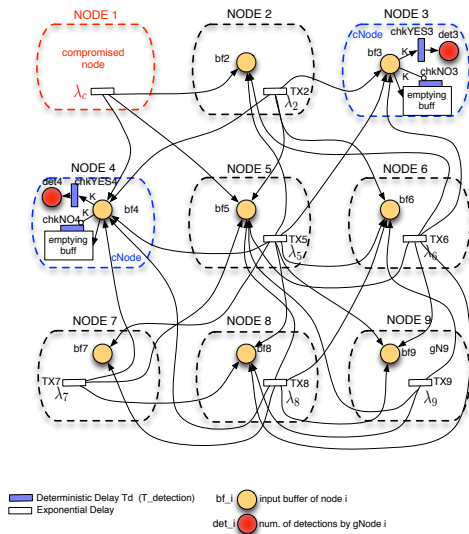 NODE 1
NODE 2
NODE 3
compromised node
λc
bf2
TX2
λ2
cNode
chkYES3
det3
bf3
K
K
chkNO3
emptying buff
NODE 4
NODE 5
NODE 6
det4
chkYES4
K
K
bf4
chkNO4
emptying buff
cNode
bf5
TX5
λ5
bf6
TX6
λ6
NODE 7
NODE 8
NODE 9
bf7
TX7
λ7
bf8
TX8
λ8
bf9
gN9
TX9
λ9
Deterministic Delay Td (T_detection)
Exponential Delay
bf_i
input buffer of node i
det_i
num. of detections by gNode i